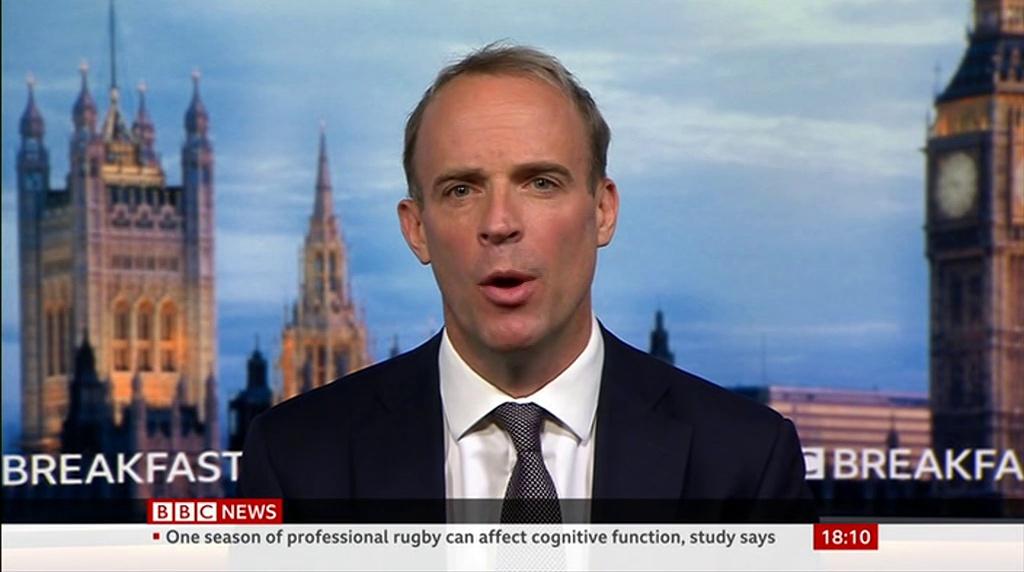 BREAKFAST
C BREAKFA
BBC NEWS
One season of professional rugby can affect cognitive function, study says
18:10